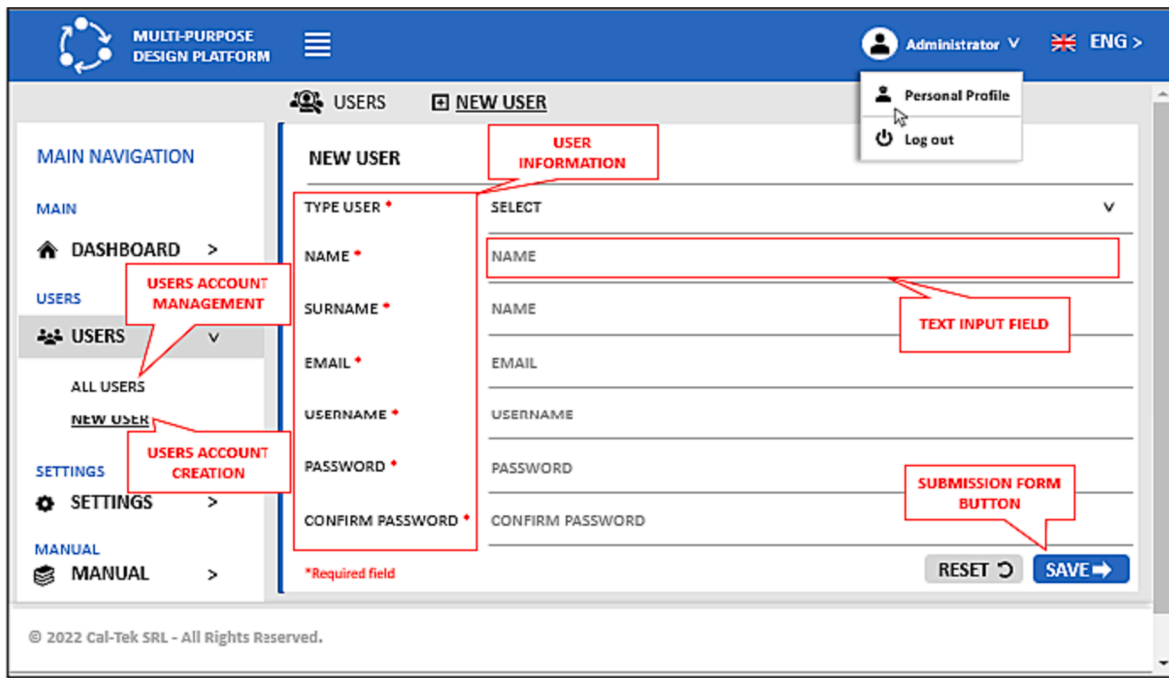 MULTI-PURPOSE
DESIGN PLATFORM
Administrator V
ENG >
Personal Profile
Log out
USERS
NEW USER
MAIN NAVIGATION
MAIN
DASHBOARD >
USERS
USERS V
ALL USERS
NEW USER
SETTINGS
SETTINGS >
MANUAL
MANUAL >
USERS ACCOUNT
MANAGEMENT
USERS ACCOUNT
CREATION
NEW USER
USER
INFORMATION
TYPE USER *
SELECT V
NAME *
NAME
SURNAME *
NAME
TEXT INPUT FIELD
EMAIL *
EMAIL
USERNAME *
USERNAME
PASSWORD *
PASSWORD
SUBMISSION FORM
BUTTON
CONFIRM PASSWORD *
CONFIRM PASSWORD
*Required field
RESET
SAVE
© 2022 Cal-Tek SRL - All Rights Reserved.